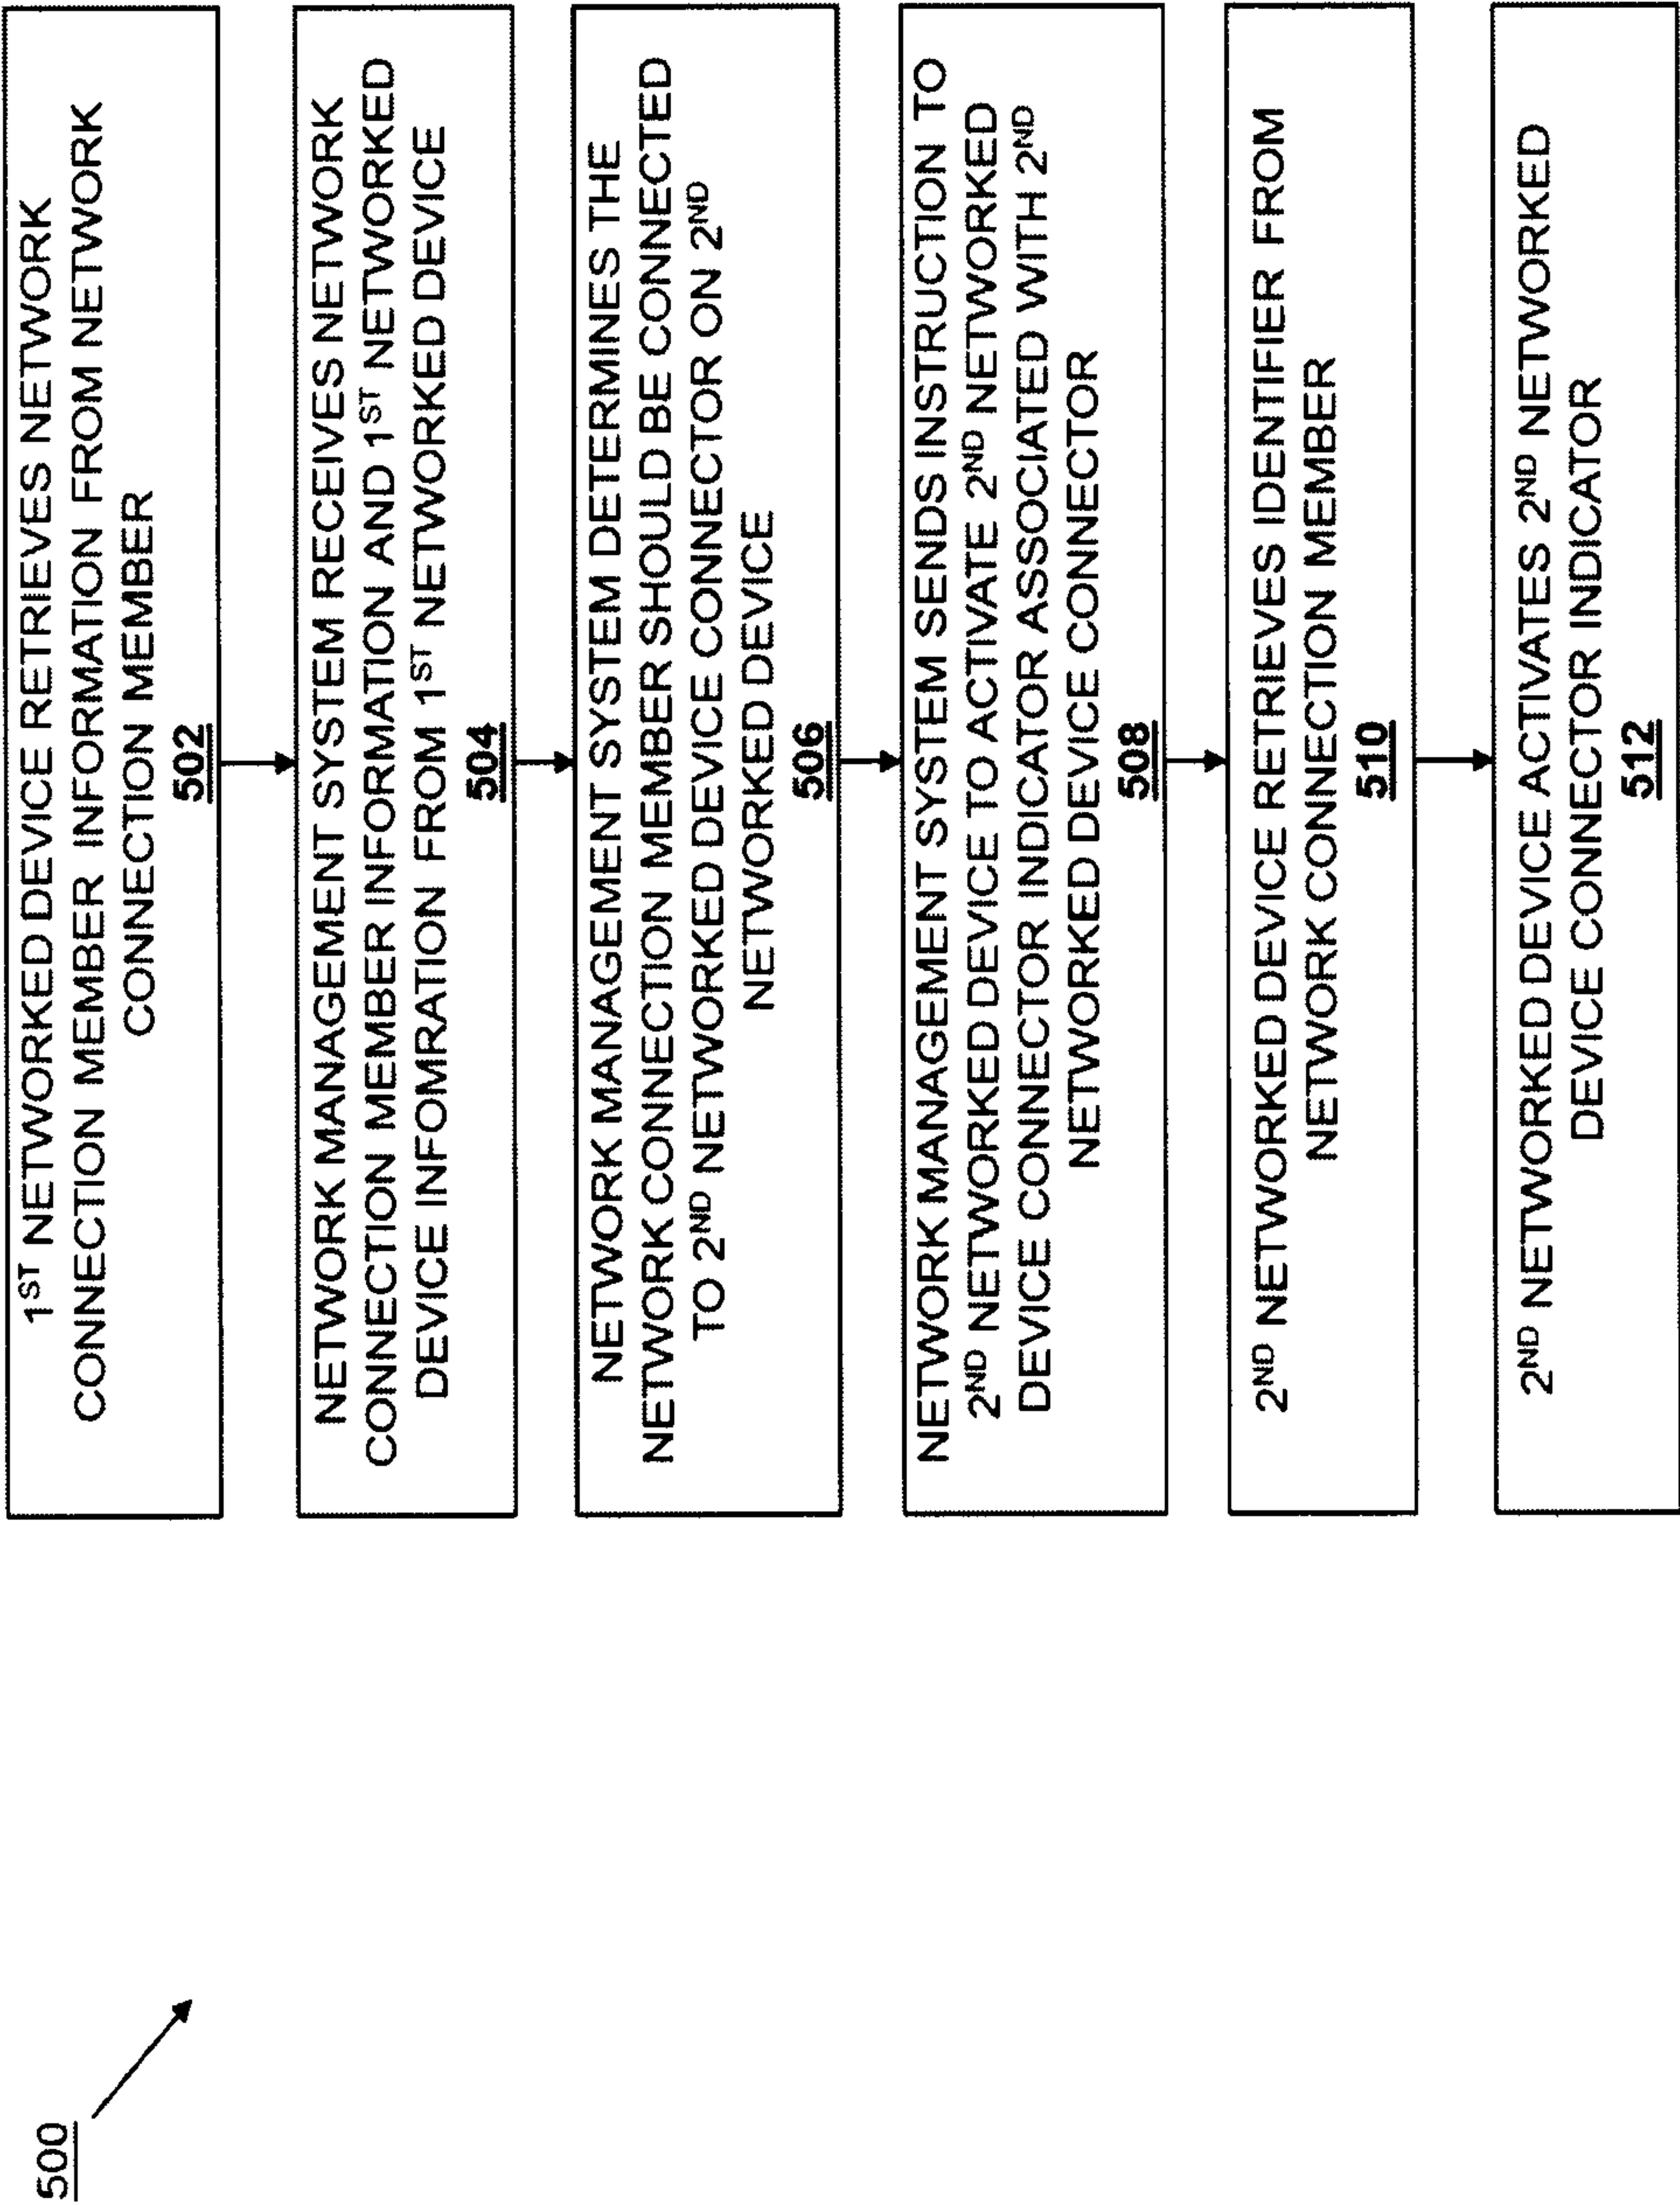 500
1ST NETWORKED DEVICE RETRIEVES NETWORK
CONNECTION MEMBER INFORMATION FROM NETWORK
CONNECTION MEMBER
502
NETWORK MANAGEMENT SYSTEM RECEIVES NETWORK
CONNECTION MEMBER INFORMATION AND 1ST NETWORKED
DEVICE INFOMRATION FROM 1ST NETWORKED DEVICE
504
NETWORK MANAGEMENT SYSTEM DETERMINES THE
NETWORK CONNECTION MEMBER SHOULD BE CONNECTED
TO 2ND NETWORKED DEVICE CONNECTOR ON 2ND
NETWORKED DEVICE
506
NETWORK MANAGEMENT SYSTEM SENDS INSTRUCTION TO
2ND NETWORKED DEVICE TO ACTIVATE 2ND NETWORKED
DEVICE CONNECTOR INDICATOR ASSOCIATED WITH 2ND
NETWORKED DEVICE CONNECTOR
508
2ND NETWORKED DEVICE RETRIEVES IDENTIFIER FROM
NETWORK CONNECTION MEMBER
510
2ND NETWORKED DEVICE ACTIVATES 2ND NETWORKED
DEVICE CONNECTOR INDICATOR
512